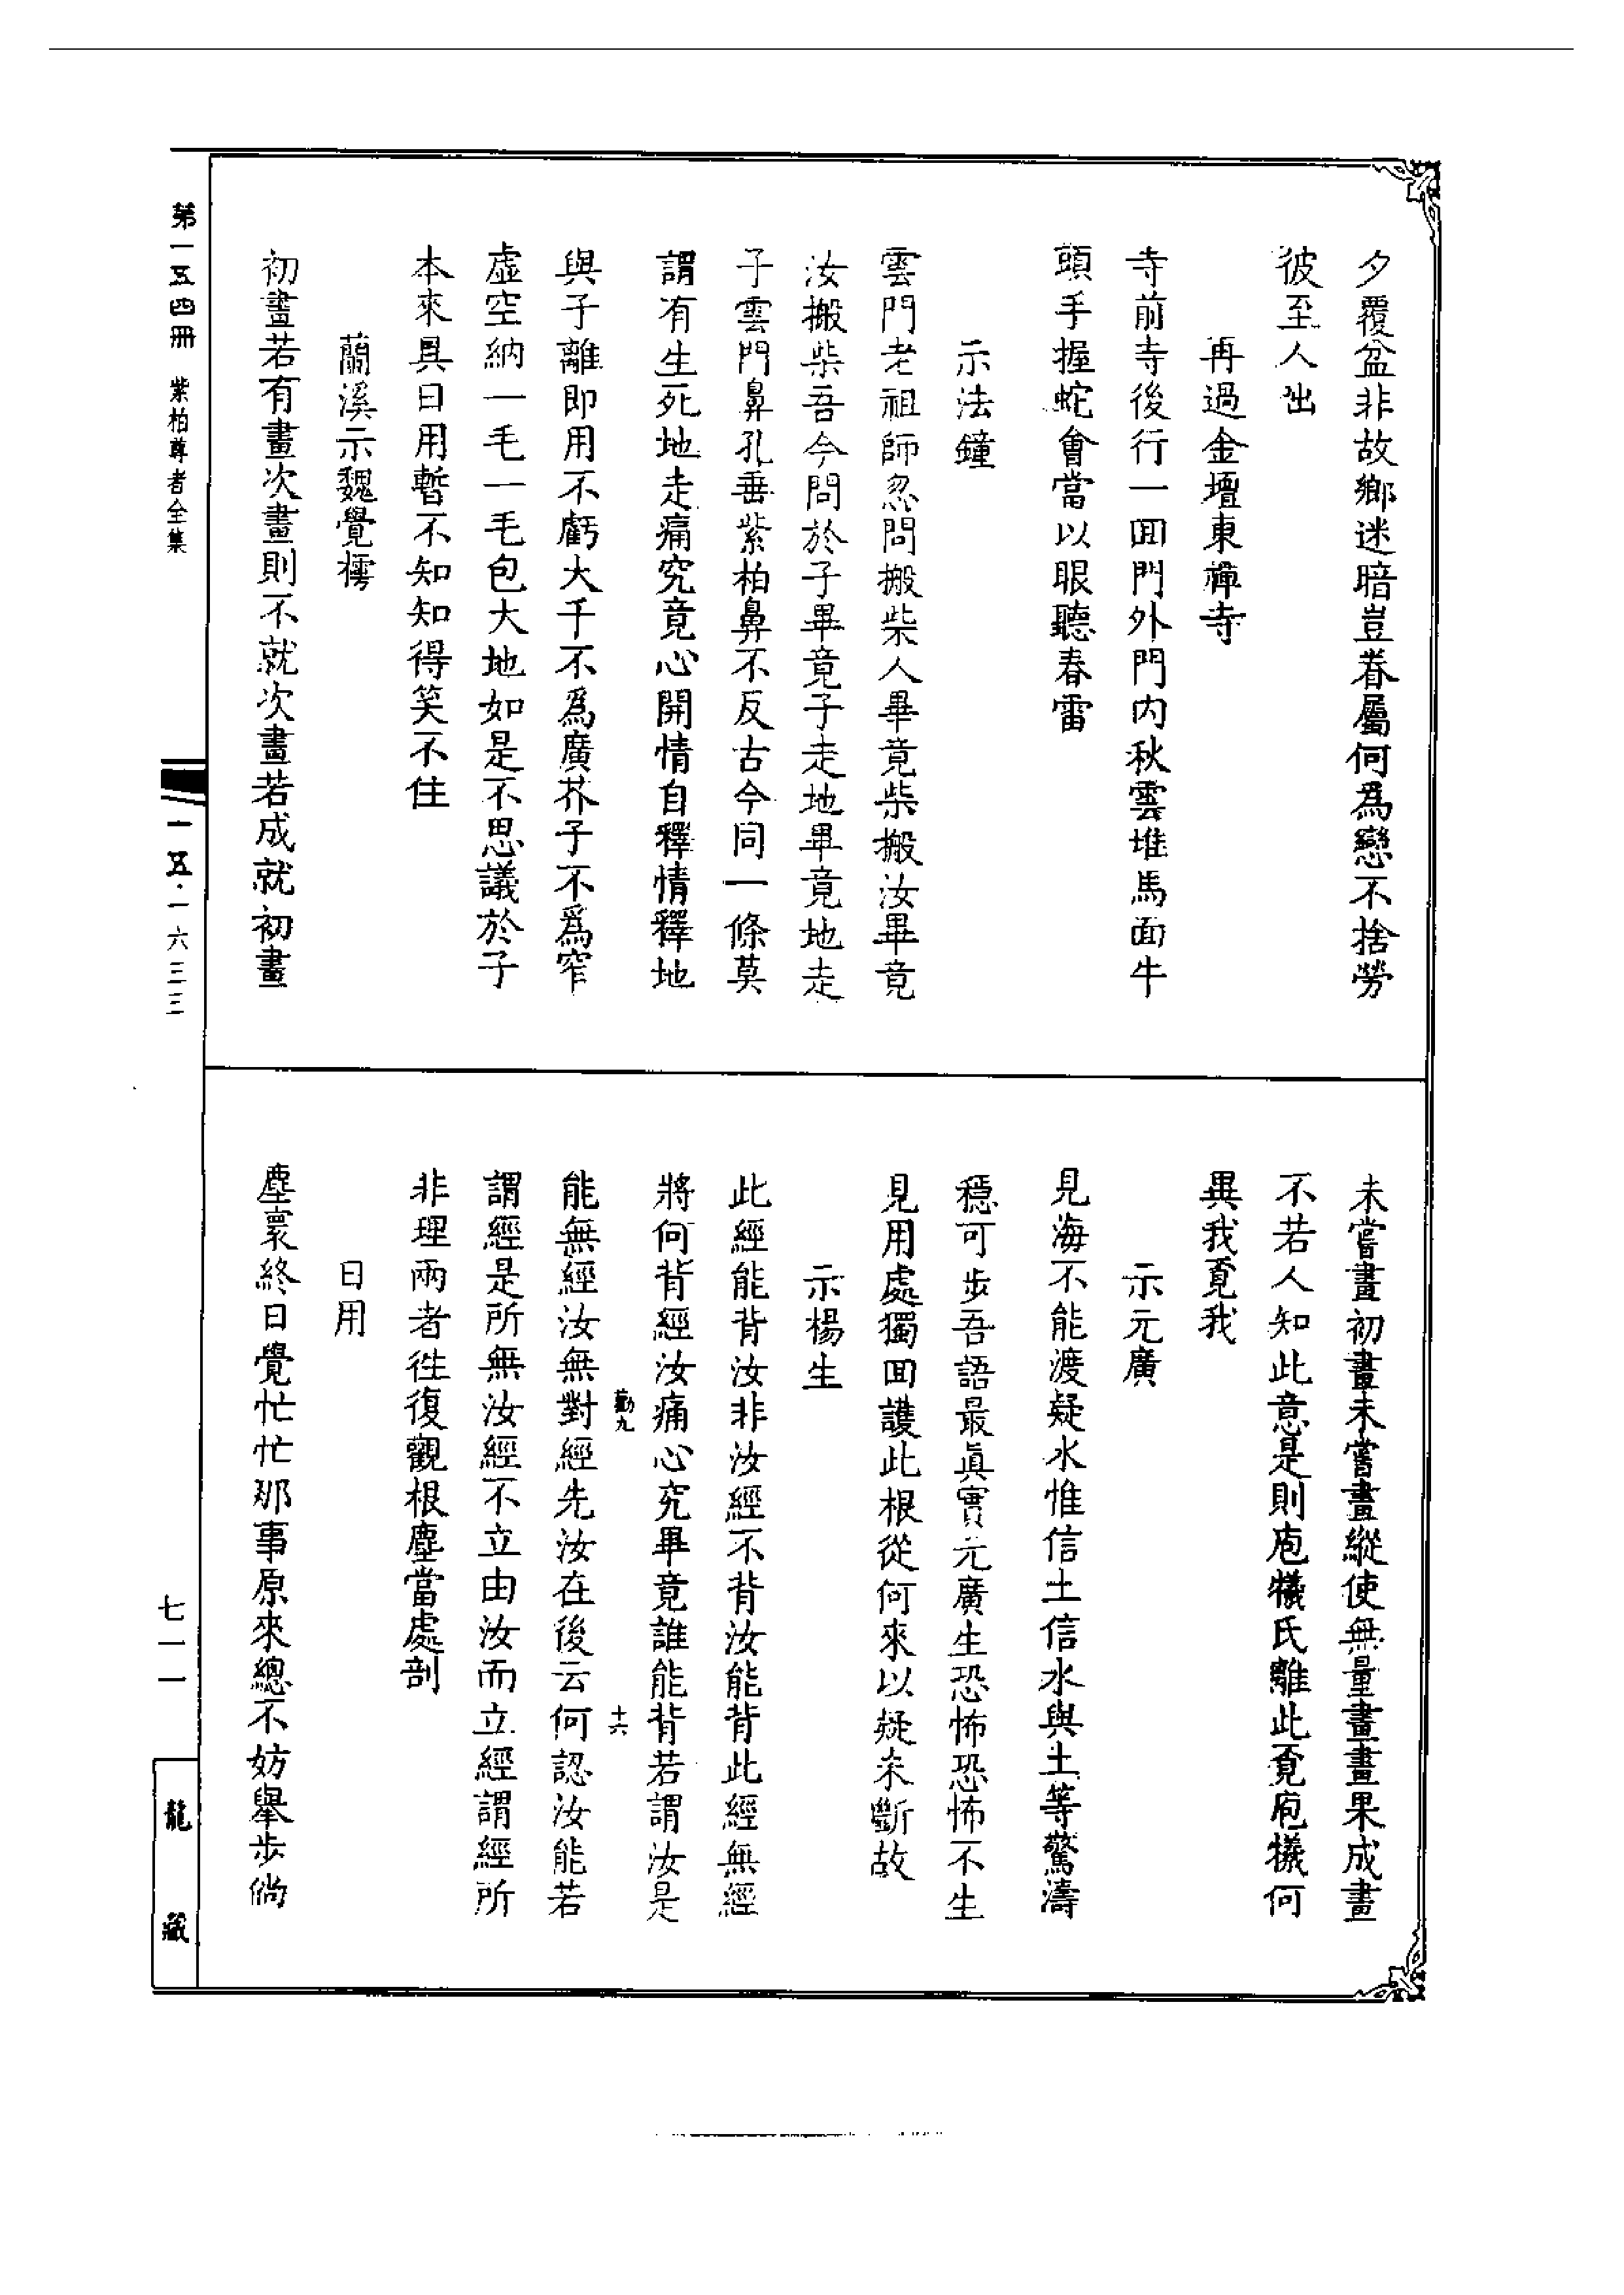 夕覆盆非故鄉迷暗豈眷屬何爲戀不捨勞
彼至人出
再過金壇東禪寺
寺前寺後行一回門外門内秋雲堆馬面牛
頭手握蛇會當以眼聽春雷
示法鐘
雲門老祖師忽問搬柴人畢竟柴搬汝畢竟
汝搬柴吾今問於子畢竟子走地畢竟地走
子雲門鼻孔垂紫柏鼻不反古今同一條莫
謂有生死地走痛究竟心開情自釋情釋地
與子離即用不虧大千不爲廣芥子不爲窄
虛空納一毛一毛包大地如是不思議於子
本來具日用暫不知知得笑不住
蘭溪示魏覺樗
初畫若有畫次畫則不就次畫若成就初畫
未嘗畫初畫未嘗畫縱使無量畫畫果成畫
不若人知此意是則庖犧氏離此覓庖犧何
異我覓我
示元廣
見海不能渡疑水惟信土信水與土等驚濤
穩可步吾語最真實元廣生恐怖恐怖不生
見用處獨回護此根從何來以疑未斷故
示楊生
此經能背汝非汝經不背汝能背此經無經
將何背經汝痛心究畢竟誰能背若謂汝是
勸九
十六
能無經汝無對經先汝在後云何認汝能若
謂經是所無汝經不立由汝而立經謂經所
非理兩者徃復觀根塵當處剖
日用
塵寰終日覺忙忙那事原來總不妨舉步倘
第一五四冊 紫柏尊者全集
一五·一六三三
七一一
龍藏